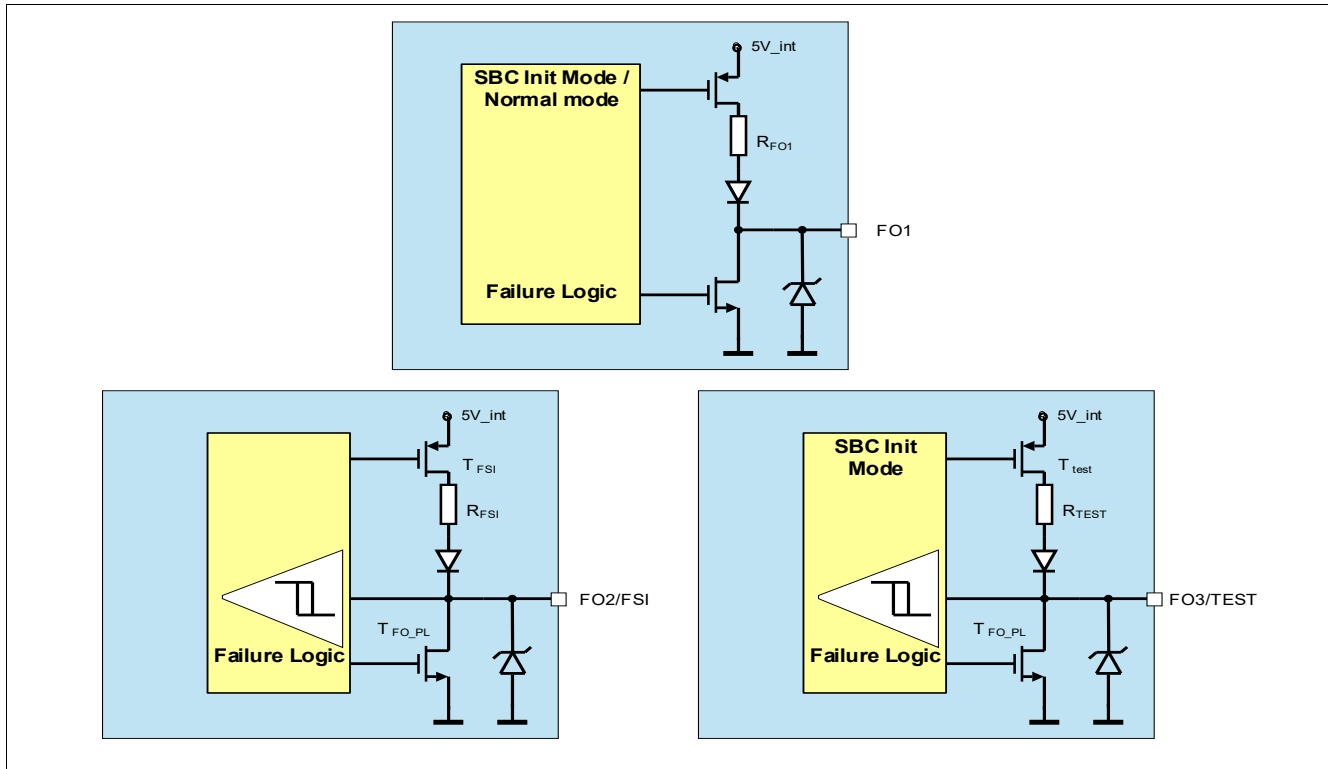 5V_int
SBC Init Mode /
Normal mode
RFO1
FO1
Failure Logic
5V_int
TFSI
RFSI
FO2/FSI
TFO_PL
Failure Logic
5V_int
SBC Init
Mode
Ttest
RTEST
FO3/TEST
TFO_PL
Failure Logic